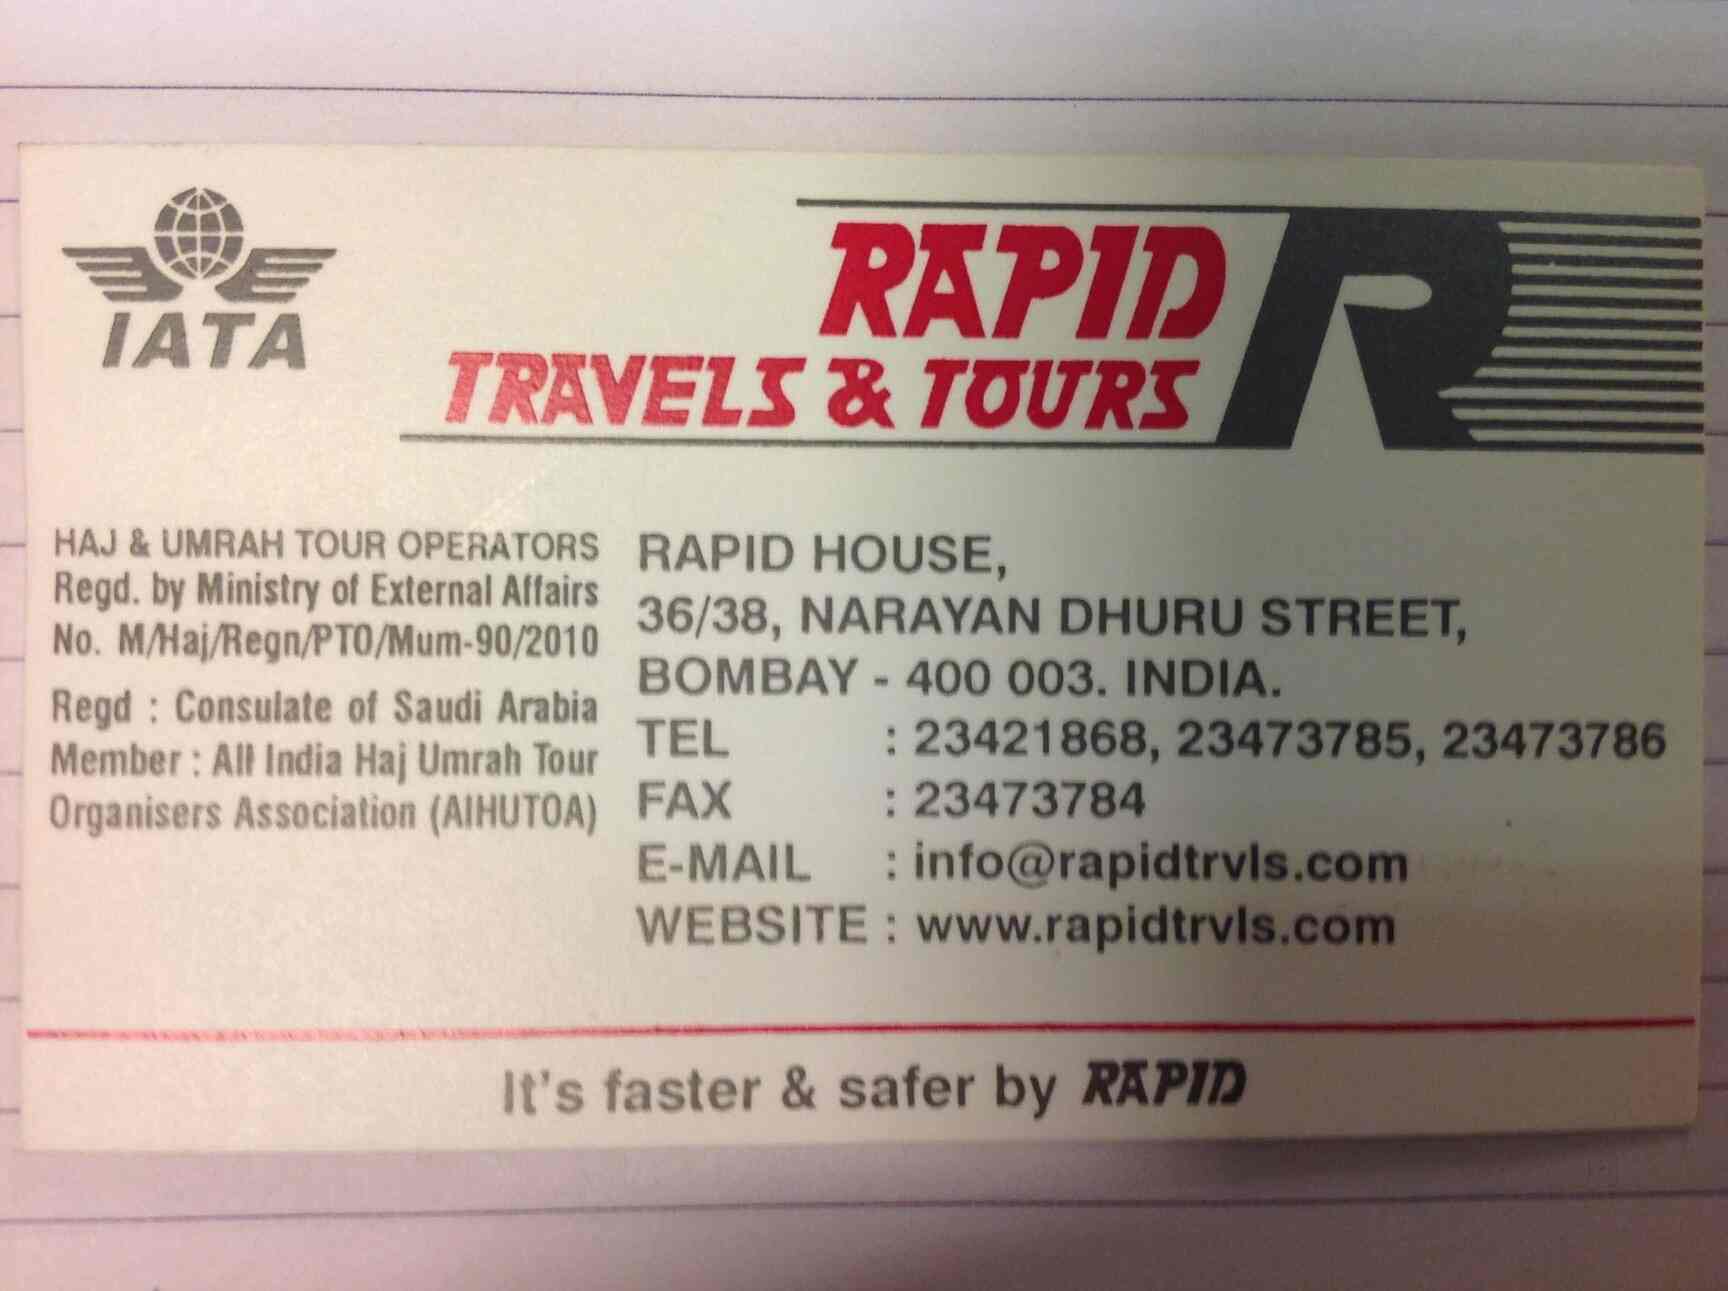 IATA
RAPID
TRAVELS & TOURS
R
HAJ & UMRAH TOUR OPERATORS
Regd. by Ministry of External Affairs
No. M/Haj/Regn/PTO/Mum-90/2010
Regd : Consulate of Saudi Arabia
Member : All India Haj Umrah Tour
Organisers Association (AIHUTOA)
RAPID HOUSE,
36/38, NARAYAN DHURU STREET,
BOMBAY - 400 003. INDIA.
TEL : 23421868, 23473785, 23473786
FAX : 23473784
E-MAIL : info@rapidtrvls.com
WEBSITE : www.rapidtrvls.com
It's faster & safer by RAPID